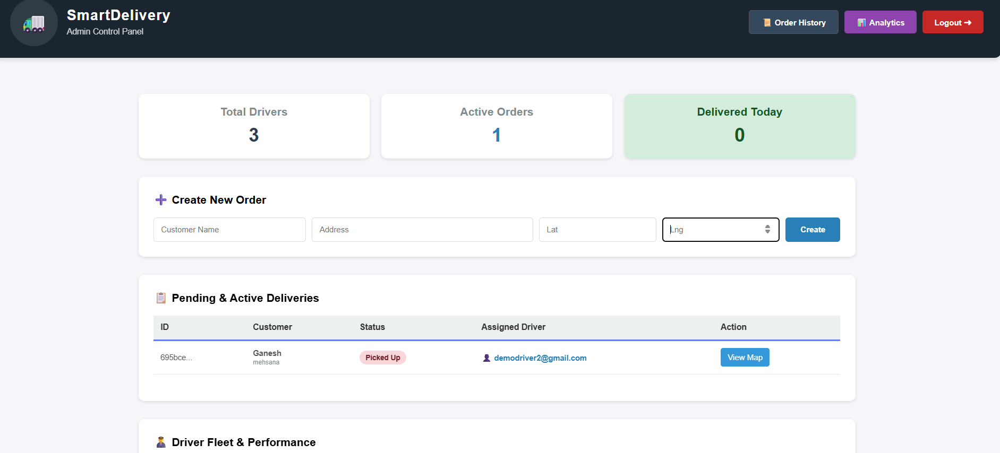 SmartDelivery
Admin Control Panel
Order History
Analytics
Logout ➜
Total Drivers
3
Active Orders
1
Delivered Today
0
Create New Order
Customer Name
Address
Lat
Lng
Create
Pending & Active Deliveries
ID Customer Status Assigned Driver Action
695bce... Ganesh Picked Up demodriver2@gmail.com View Map
mehsana
Driver Fleet & Performance